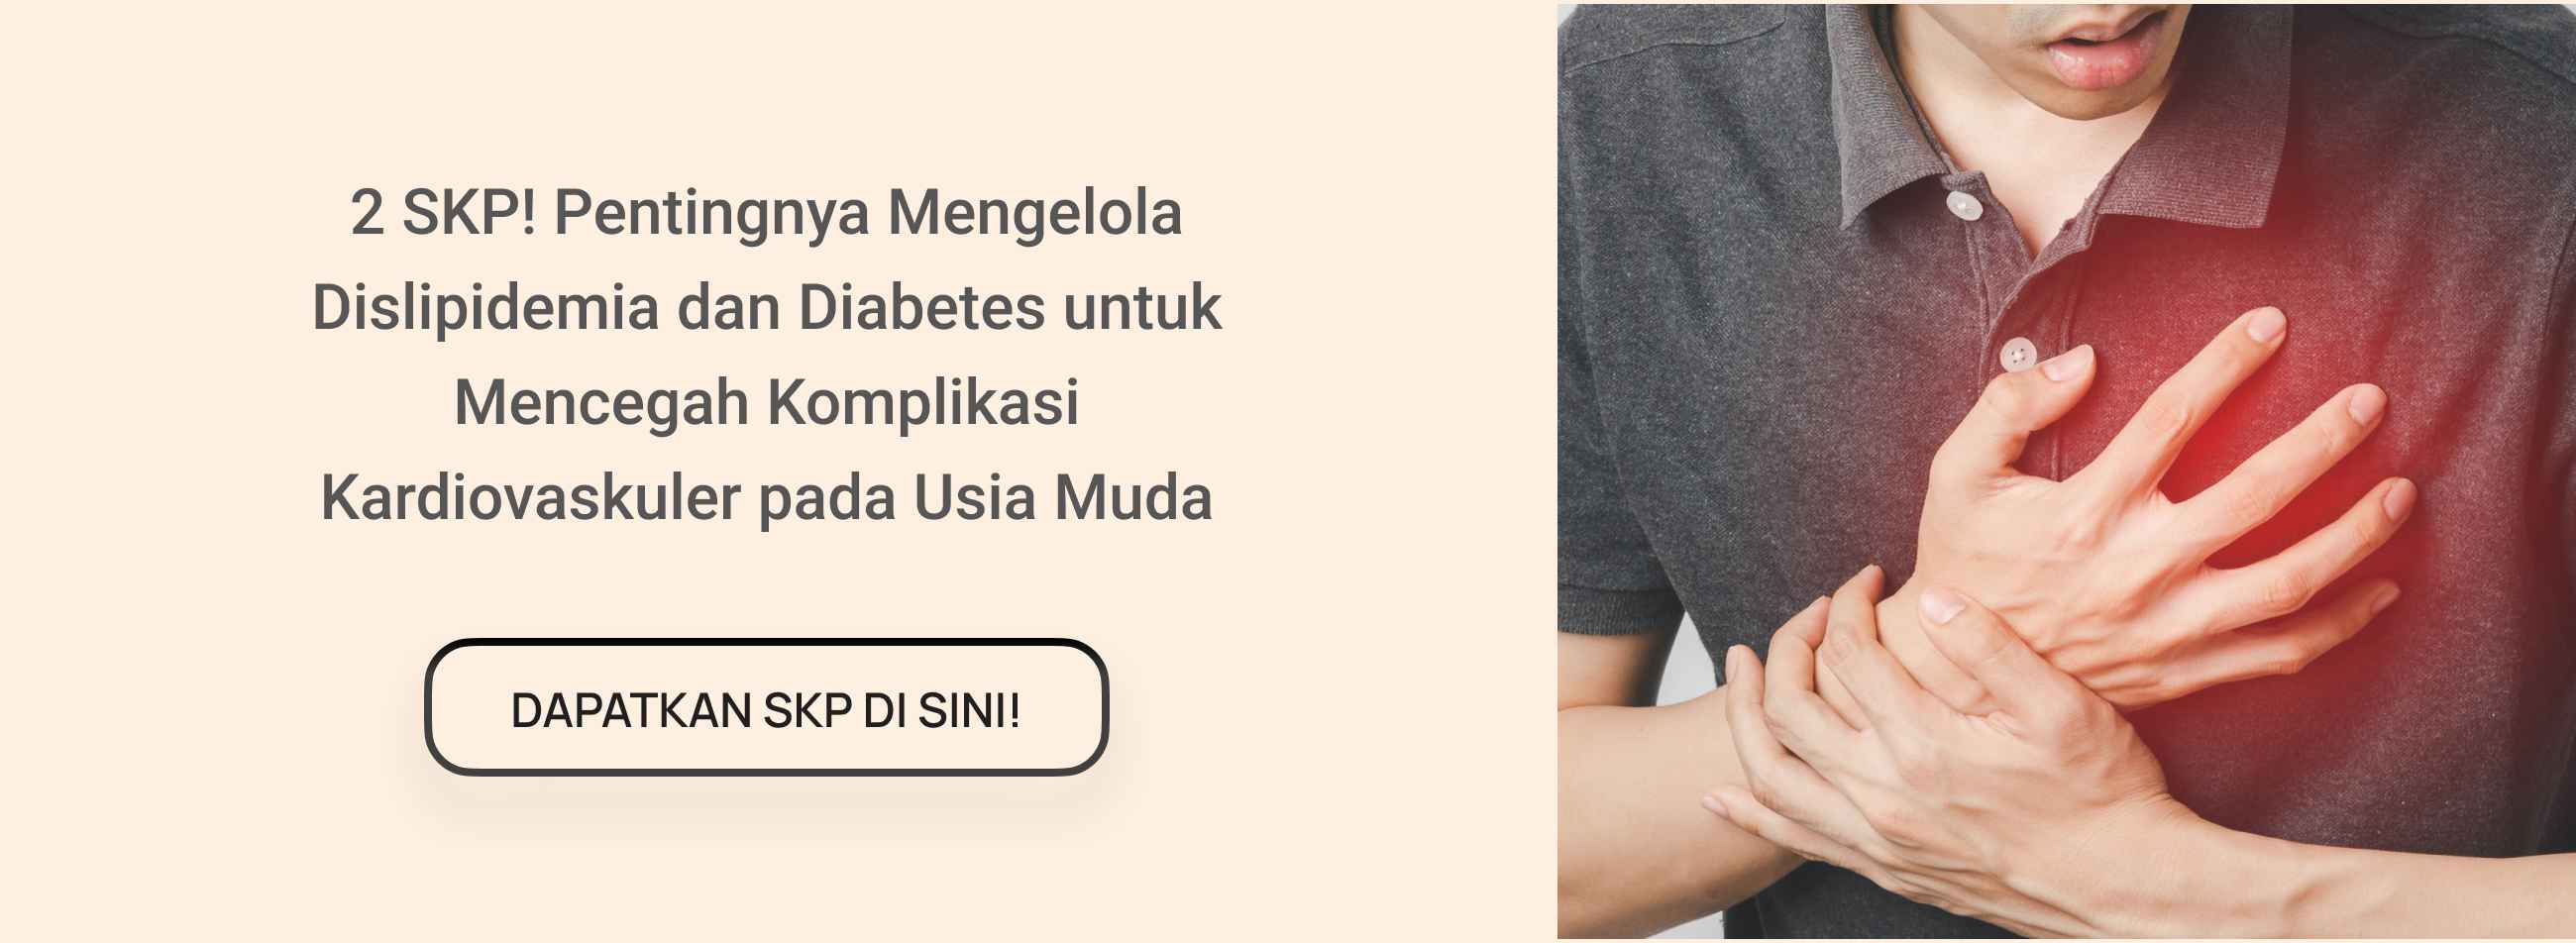 2 SKP! Pentingnya Mengelola
Dislipidemia dan Diabetes untuk
Mencegah Komplikasi
Kardiovaskuler pada Usia Muda
DAPATKAN SKP DI SINI!